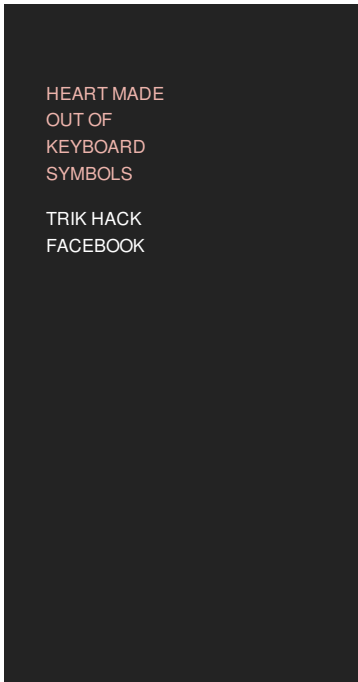 HEART MADE
OUT OF
KEYBOARD
SYMBOLS
TRIK HACK
FACEBOOK